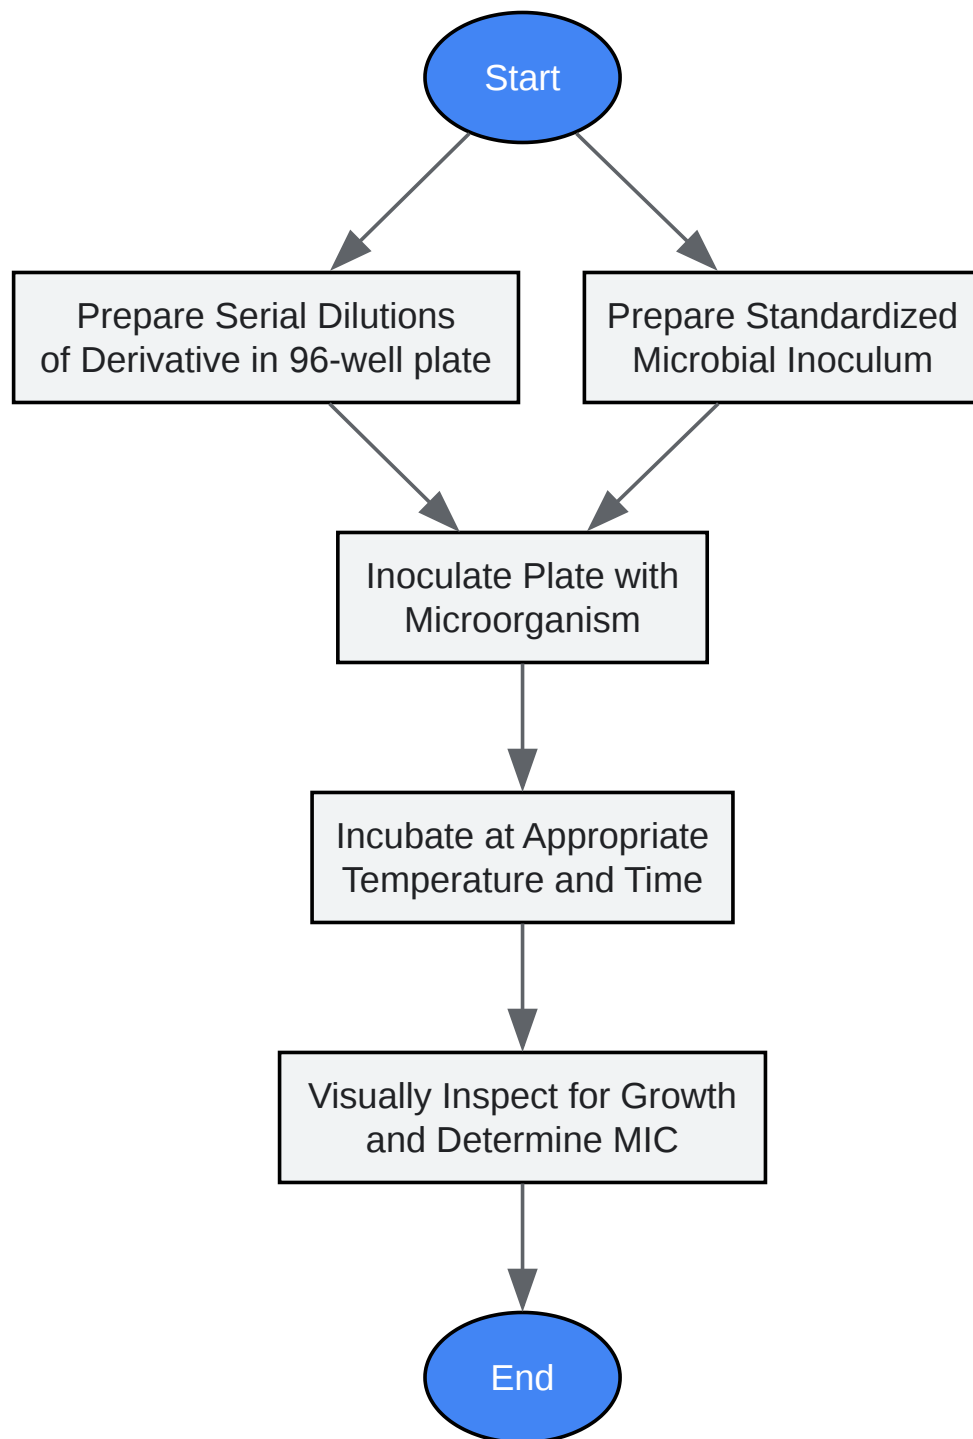 Start
Prepare Serial Dilutions
of Derivative in 96-well plate
Prepare Standardized
Microbial Inoculum
Inoculate Plate with
Microorganism
Incubate at Appropriate
Temperature and Time
Visually Inspect for Growth
and Determine MIC
End